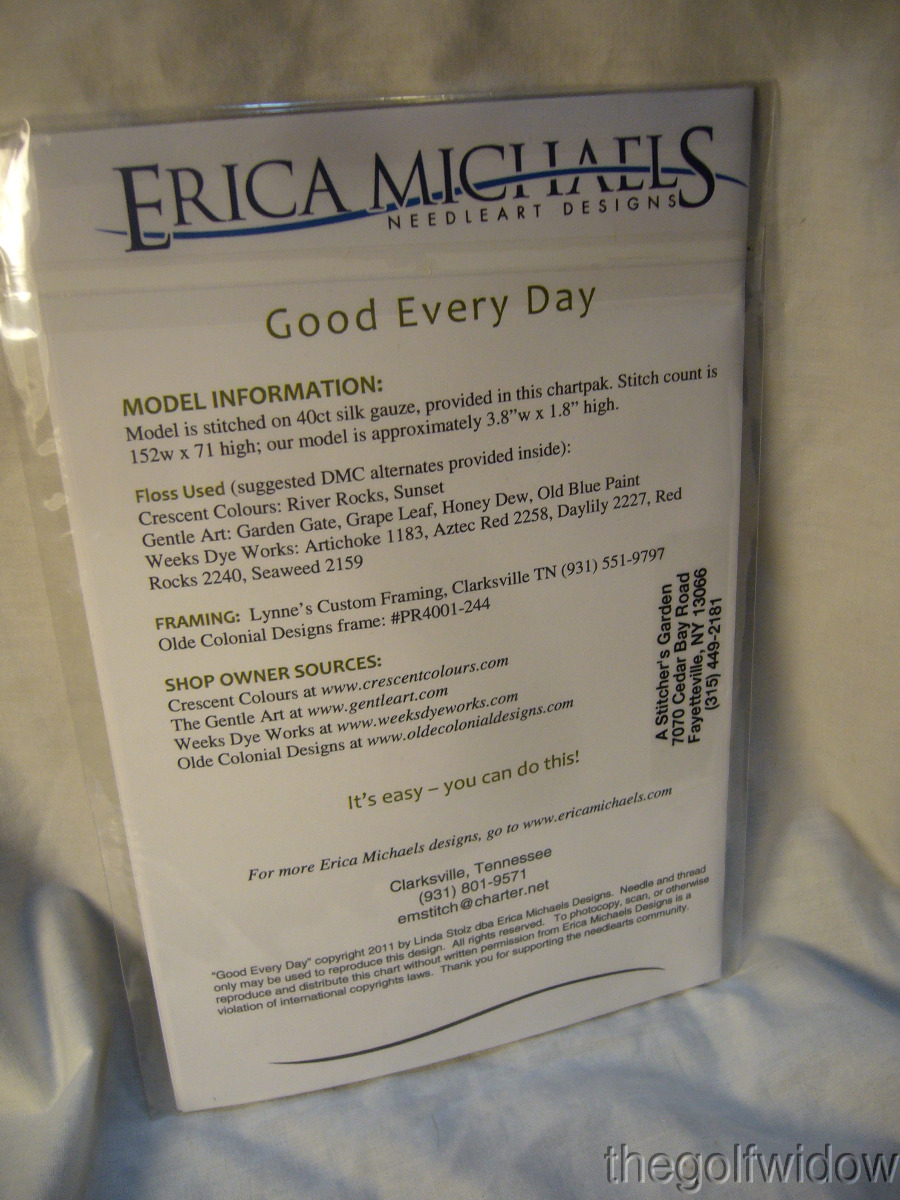 ERICA MICHAELS
NEEDLEART DESIGNS
Good Every Day
MODEL INFORMATION:
Model is stitched on 40ct silk gauze, provided in this chartpak. Stitch count is
152w x 71 high; our model is approximately 3.8”w x 1.8” high.
Floss Used (suggested DMC alternates provided inside):
Crescent Colours: River Rocks, Sunset
Gentle Art: Garden Gate, Grape Leaf, Honey Dew, Old Blue Paint
Weeks Dye Works: Artichoke 1183, Aztec Red 2258, Daylily 2227, Red
Rocks 2240, Seaweed 2159
FRAMING: Lynne’s Custom Framing, Clarksville TN (931) 551-9797
Olde Colonial Designs frame: #PR4001-244
SHOP OWNER SOURCES:
Crescent Colours at www.crescentcolours.com
The Gentle Art at www.gentleart.com
Weeks Dye Works at www.weeksdyeworks.com
Olde Colonial Designs at www.oldecolonialdesigns.com
A Stitcher's Garden
7070 Cedar Bay Road
Fayetteville, NY 13066
(315) 449-2181
It’s easy – you can do this!
For more Erica Michaels designs, go to www.ericamichaels.com
Clarksville, Tennessee
(931) 801-9571
emstitch@charter.net
"Good Every Day" copyright 2011 by Linda Stolz dba Erica Michaels Designs. Needle and thread
only may be used to reproduce this design. All rights reserved. To photocopy, scan, or otherwise
reproduce and distribute this chart without written permission from Erica Michaels Designs is a
violation of international copyrights laws. Thank you for supporting the needlearts community.
thegolfwidow